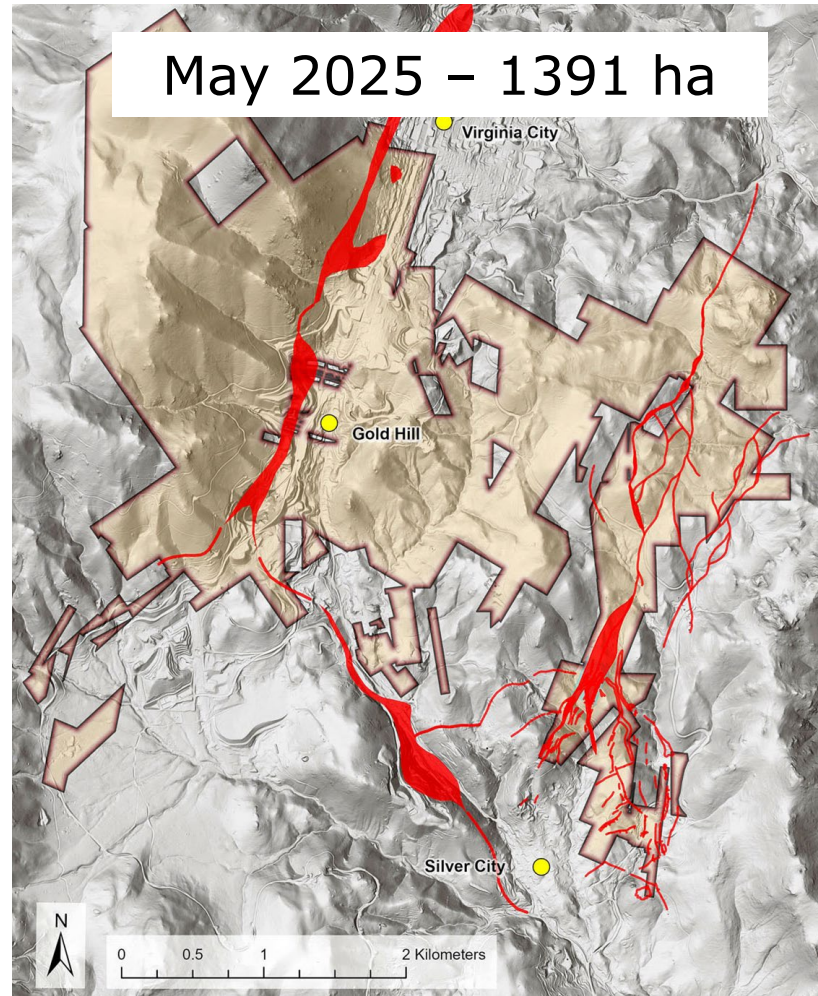 May 2025 – 1391 ha
Virginia City
Gold Hill
Silver City
N
0 0.5 1 2 Kilometers